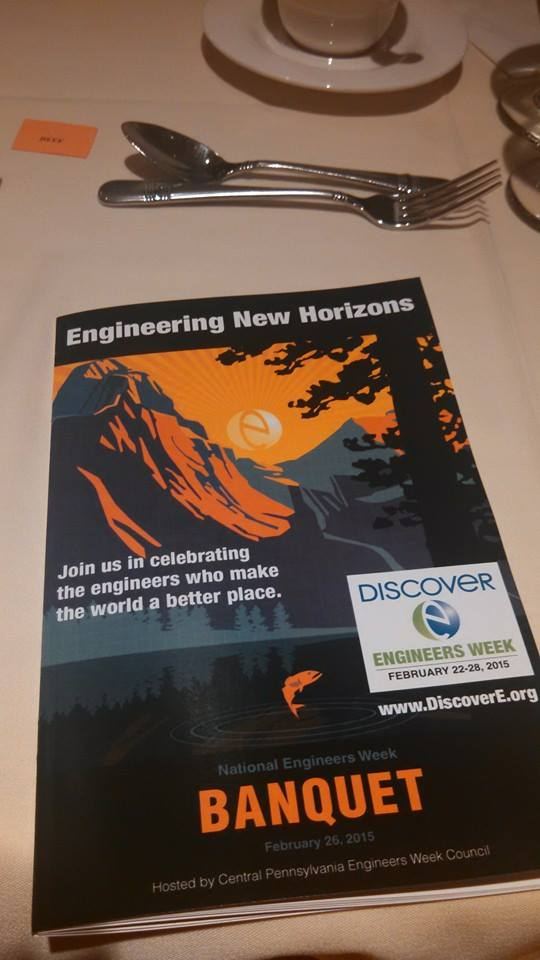 BEEF
Engineering New Horizons
e
Join us in celebrating
the engineers who make
the world a better place.
DISCOVER
e
ENGINEERS WEEK
FEBRUARY 22-28, 2015
www.DiscoverE.org
National Engineers Week
BANQUET
February 26, 2015
Hosted by Central Pennsylvania Engineers Week Council